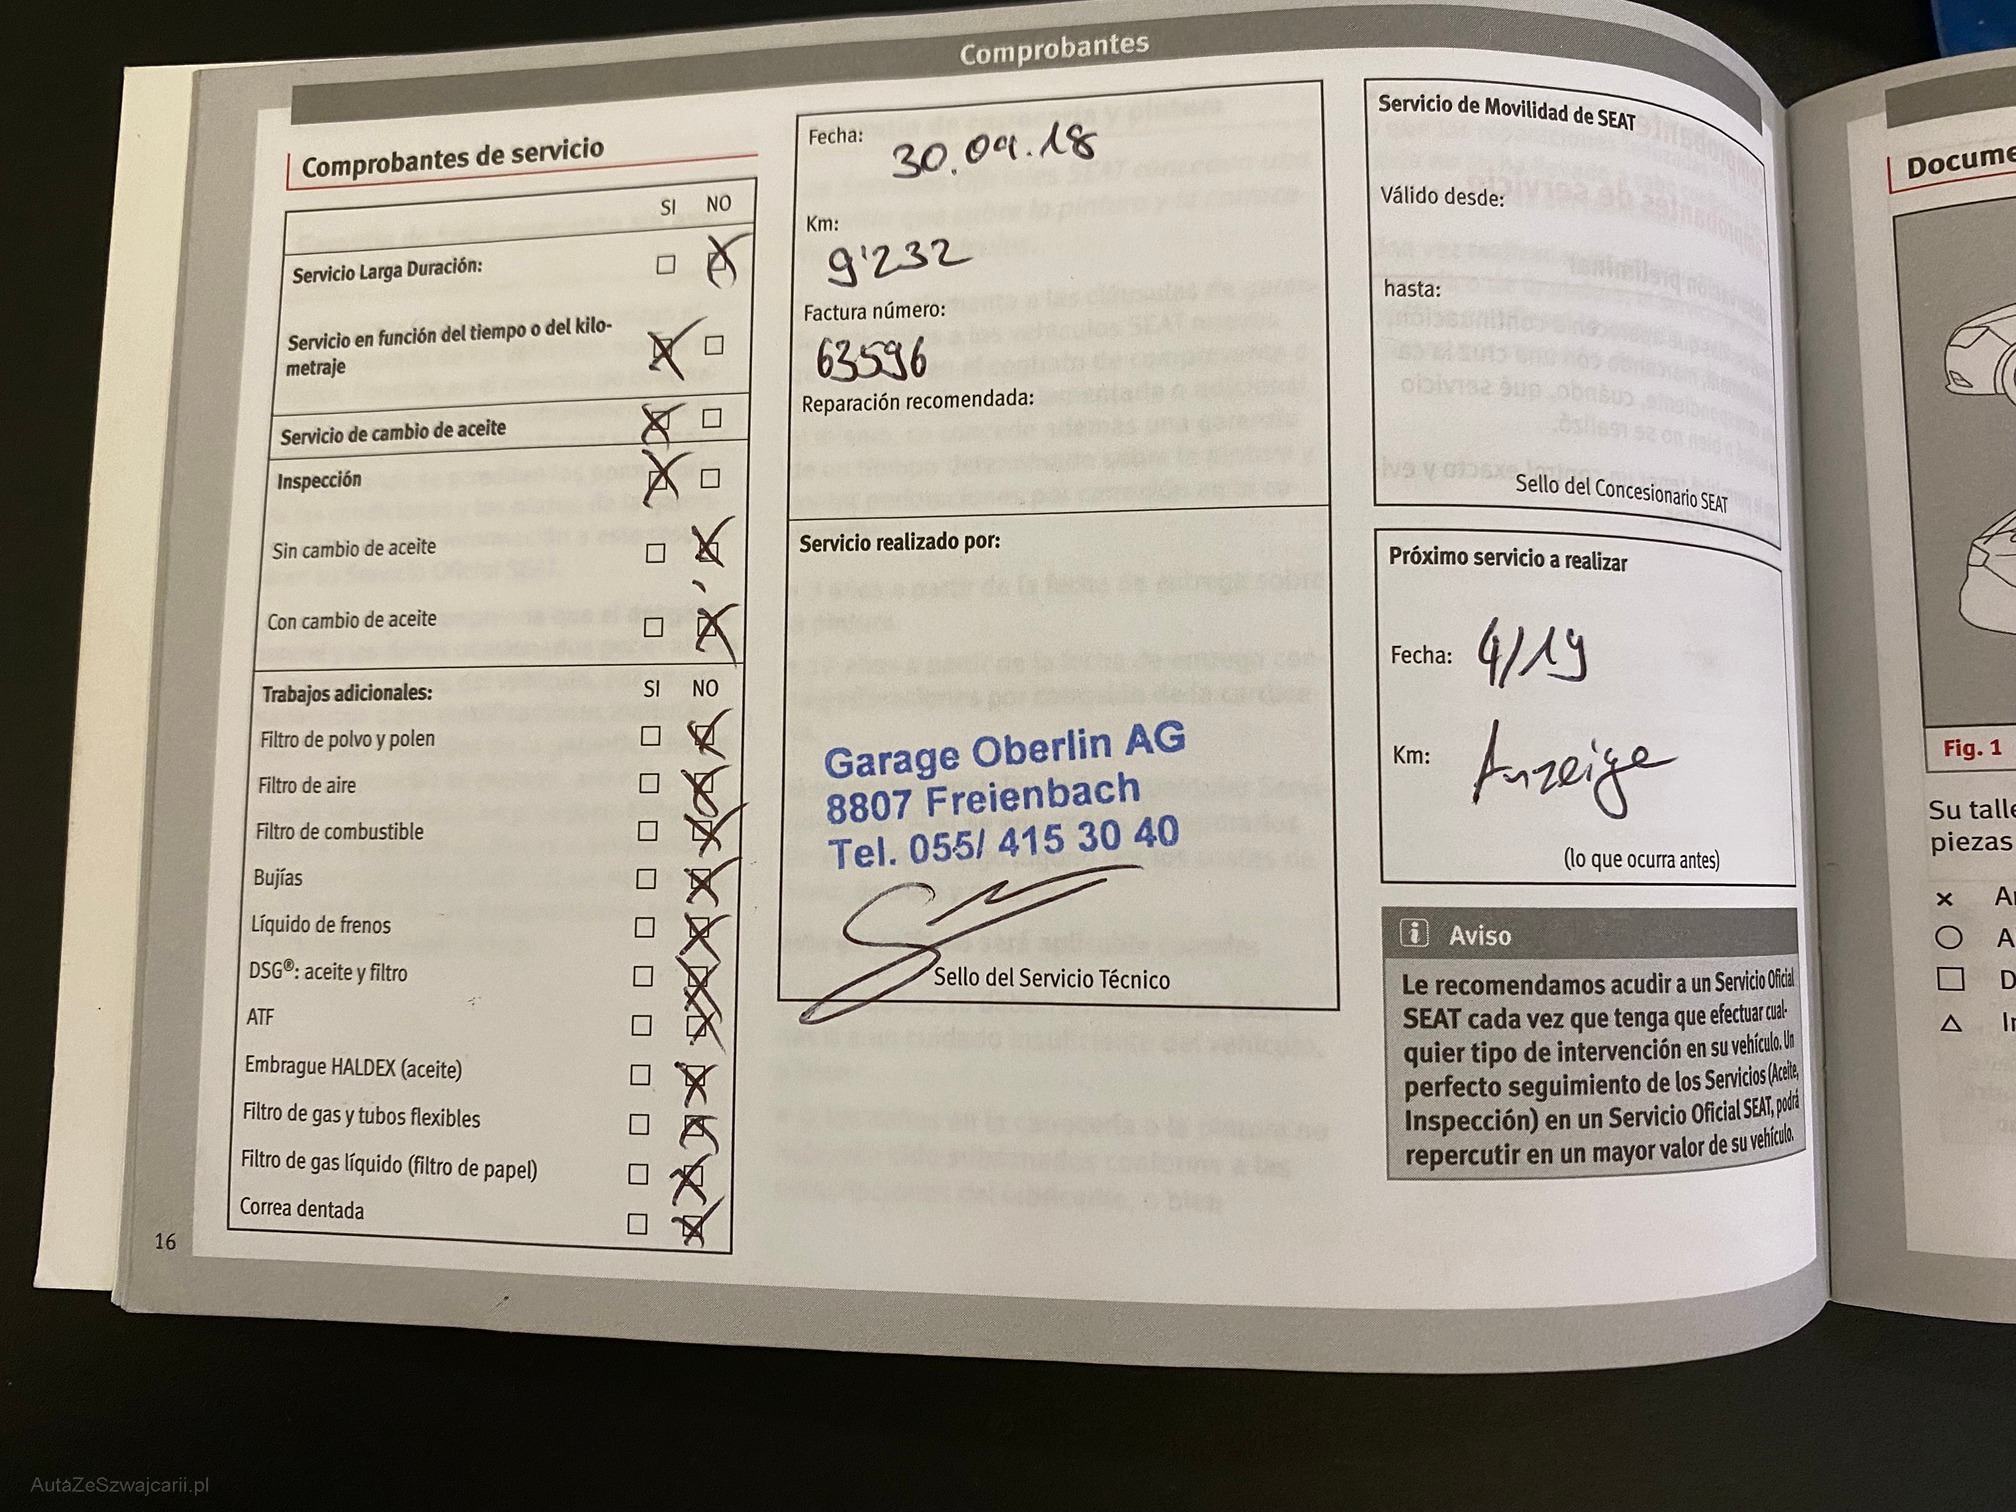 Comprobantes
Comprobantes de servicio
SI NO
Servicio Larga Duración:
Servicio en función del tiempo o del kilo-
metraje
Servicio de cambio de aceite
Inspección
Sin cambio de aceite
Con cambio de aceite
Trabajos adicionales: SI NO
Filtro de polvo y polen
Filtro de aire
Filtro de combustible
Bujías
Líquido de frenos
DSG®: aceite y filtro
ATF
Embrague HALDEX (aceite)
Filtro de gas y tubos flexibles
Filtro de gas líquido (filtro de papel)
Correa dentada
16
Fecha:
30.04.18
Km:
9'232
Factura número:
63596
Reparación recomendada:
Servicio realizado por:
Garage Oberlin AG
8807 Freienbach
Tel. 055/ 415 30 40
Sello del Servicio Técnico
Servicio de Movilidad de SEAT
Válido desde:
hasta:
Sello del Concesionario SEAT
Próximo servicio a realizar
Fecha: 4/19
Km: Anzeige
(lo que ocurra antes)
i Aviso
Le recomendamos acudir a un Servicio Oficial
SEAT cada vez que tenga que efectuar cual-
quier tipo de intervención en su vehículo. Un
perfecto seguimiento de los Servicios (Aceite,
Inspección) en un Servicio Oficial SEAT, podrá
repercutir en un mayor valor de su vehículo.
Docume
Fig. 1
Su talle
piezas
A
D
AutaZeSzwajcarii.pl